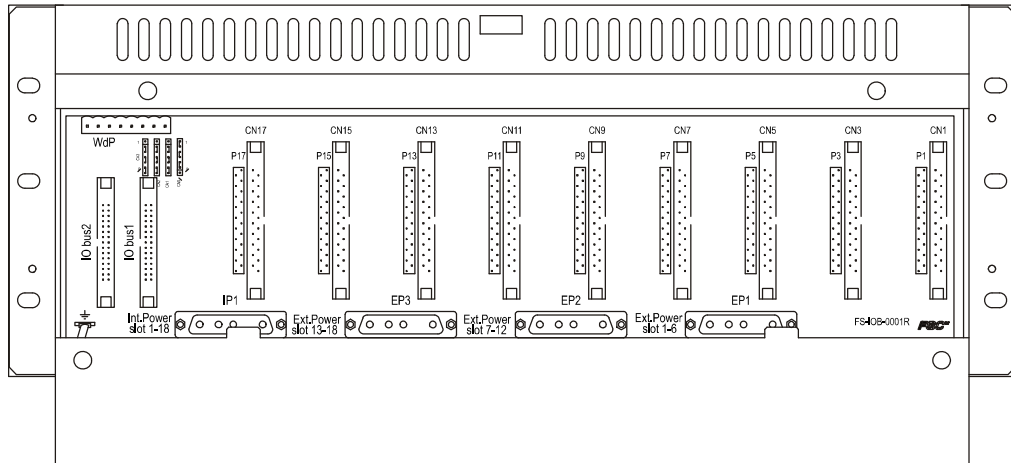 CN17 CN15 CN13 CN11 CN9 CN7 CN5 CN3 CN1
WdP
P17 P15 P13 P11 P9 P7 P5 P3 P1
IO bus2
IO bus1
IP1 EP3 EP2 EP1
Int.Power
slot 1-18
Ext.Power
slot 13-18
Ext.Power
slot 7-12
Ext.Power
slot 1-6
FS-IOB-0001R